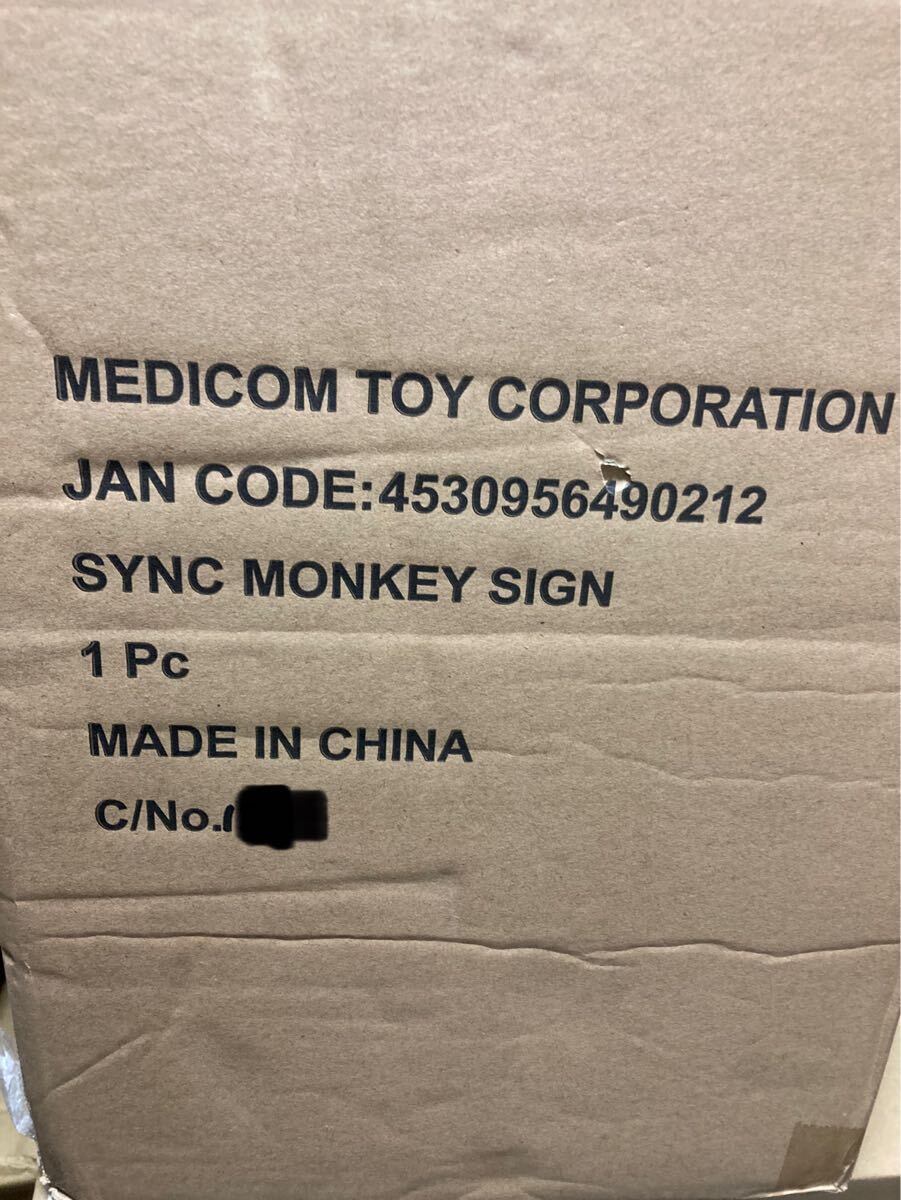 MEDICOM TOY CORPORATION
JAN CODE:4530956490212
SYNC MONKEY SIGN
1 Pc
MADE IN CHINA
C/No.